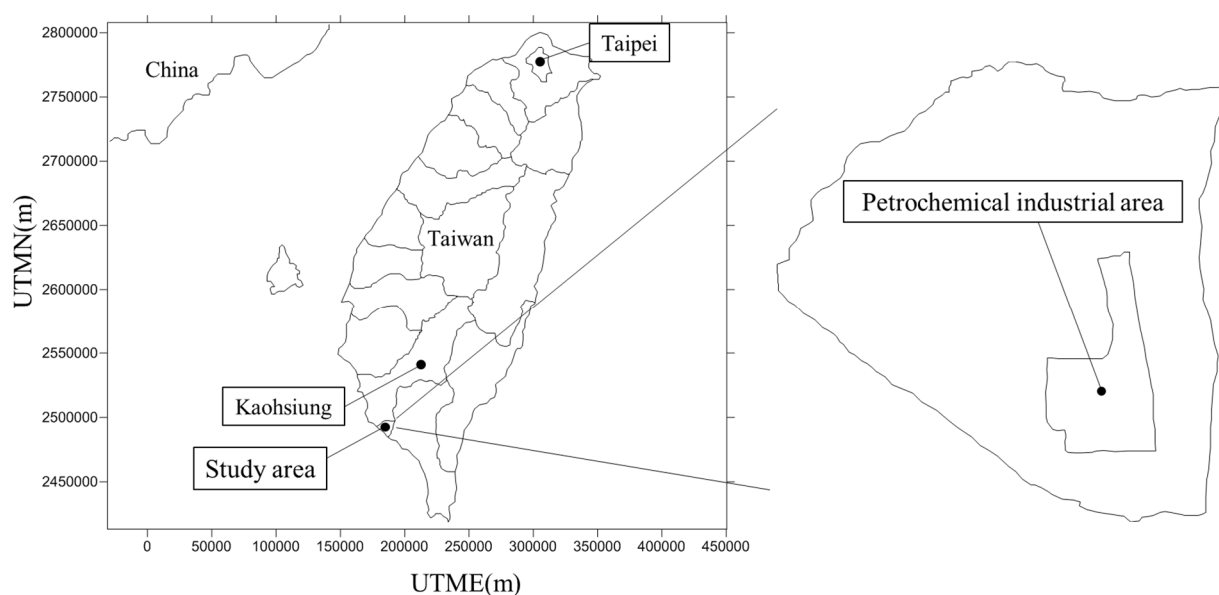 2800000
Taipei
China
2750000
2700000
Petrochemical industrial area
2650000
Taiwan
UTMN(m)
2600000
2550000
Kaohsiung
2500000
Study area
2450000
0 50000 100000 150000 200000 250000 300000 350000 400000 450000
UTME(m)